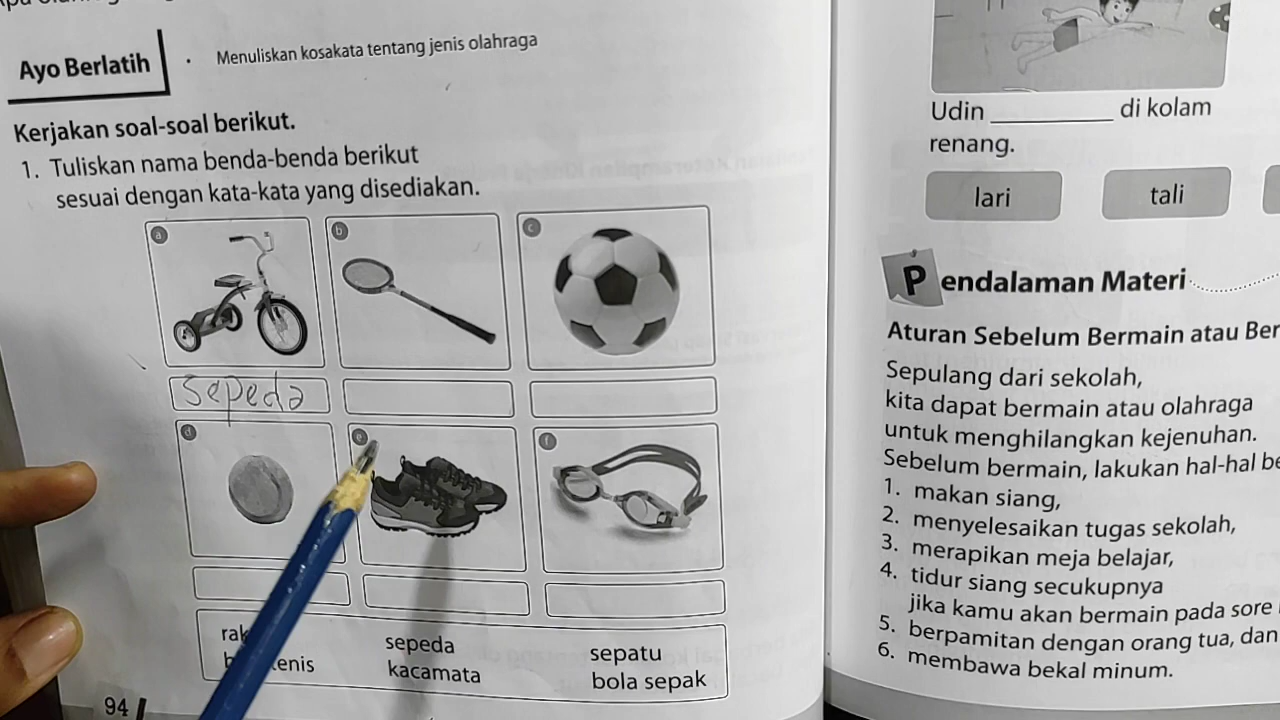 Ayo Berlatih
• Menuliskan kosakata tentang jenis olahraga
Kerjakan soal-soal berikut.
1. Tuliskan nama benda-benda berikut
sesuai dengan kata-kata yang disediakan.
a
b
c
sepeda
d
e
f
sepeda
sepatu
kacamata
bola sepak
94
Udin __________ di kolam
renang.
lari
tali
Pendalaman Materi
Aturan Sebelum Bermain atau
Sepulang dari sekolah,
kita dapat bermain atau olahraga
untuk menghilangkan kejenuhan.
Sebelum bermain, lakukan hal-hal
1. makan siang,
2. menyelesaikan tugas sekolah,
3. merapikan meja belajar,
4. tidur siang secukupnya
jika kamu akan bermain pada sore
5. berpamitan dengan orang tua, dan
6. membawa bekal minum.